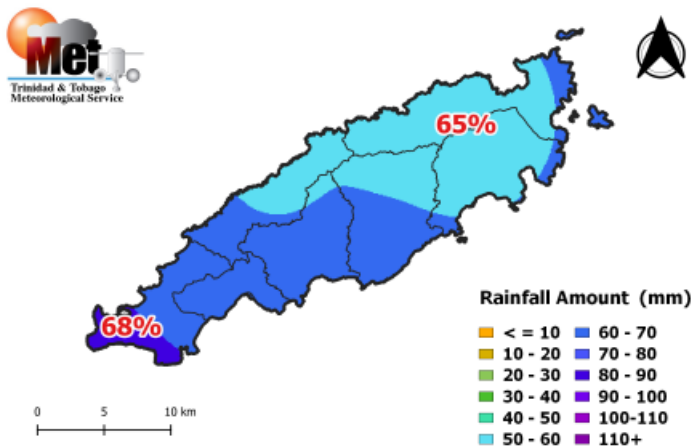 Met
Trinidad & Tobago
Meteorological Service
65%
68%
Rainfall Amount (mm)
< = 10
60 - 70
10 - 20
70 - 80
20 - 30
80 - 90
30 - 40
90 - 100
40 - 50
100-110
50 - 60
110+
0 5 10 km